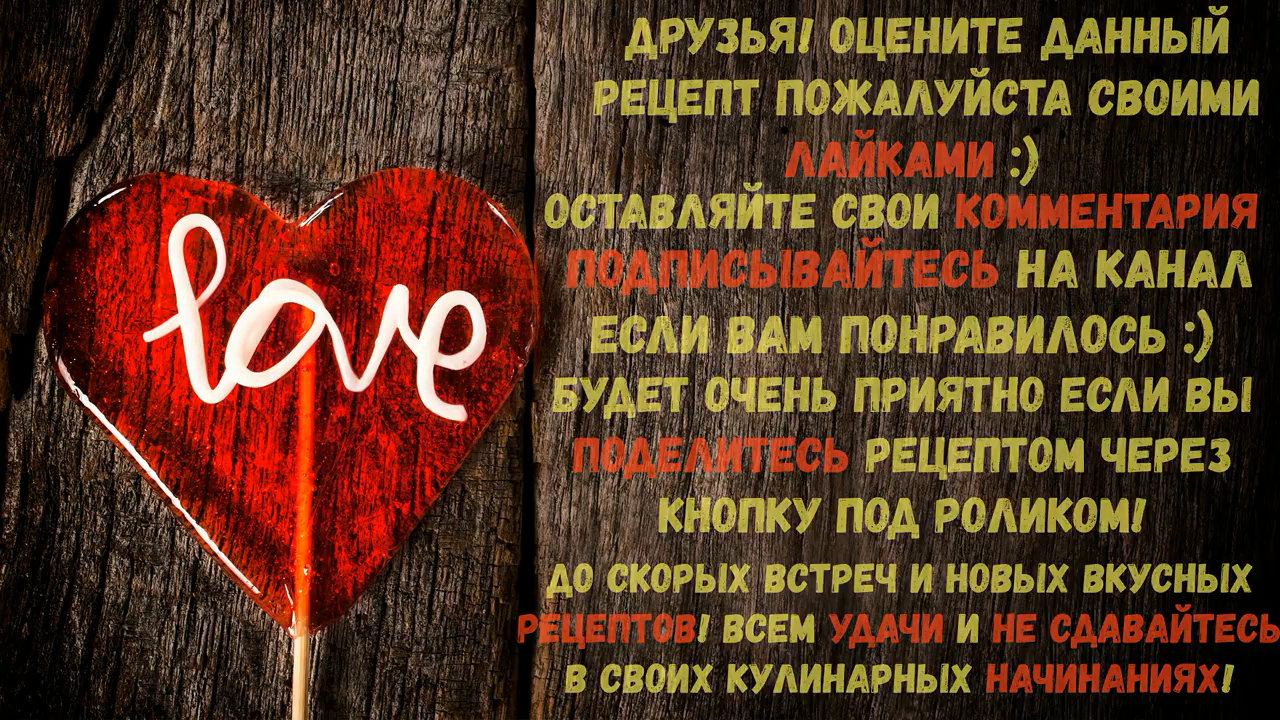 love
ДРУЗЬЯ! ОЦЕНИТЕ ДАННЫЙ
РЕЦЕПТ ПОЖАЛУЙСТА СВОИМИ
ЛАЙКАМИ :)
ОСТАВЛЯЙТЕ СВОИ КОММЕНТАРИЯ
ПОДПИСЫВАЙТЕСЬ НА КАНАЛ
ЕСЛИ ВАМ ПОНРАВИЛОСЬ :)
БУДЕТ ОЧЕНЬ ПРИЯТНО ЕСЛИ ВЫ
ПОДЕЛИТЕСЬ РЕЦЕПТОМ ЧЕРЕЗ
КНОПКУ ПОД РОЛИКОМ!
ДО СКОРЫХ ВСТРЕЧ И НОВЫХ ВКУСНЫХ
РЕЦЕПТОВ! ВСЕМ УДАЧИ И НЕ СДАВАЙТЕСЬ
В СВОИХ КУЛИНАРНЫХ НАЧИНАНИЯХ!